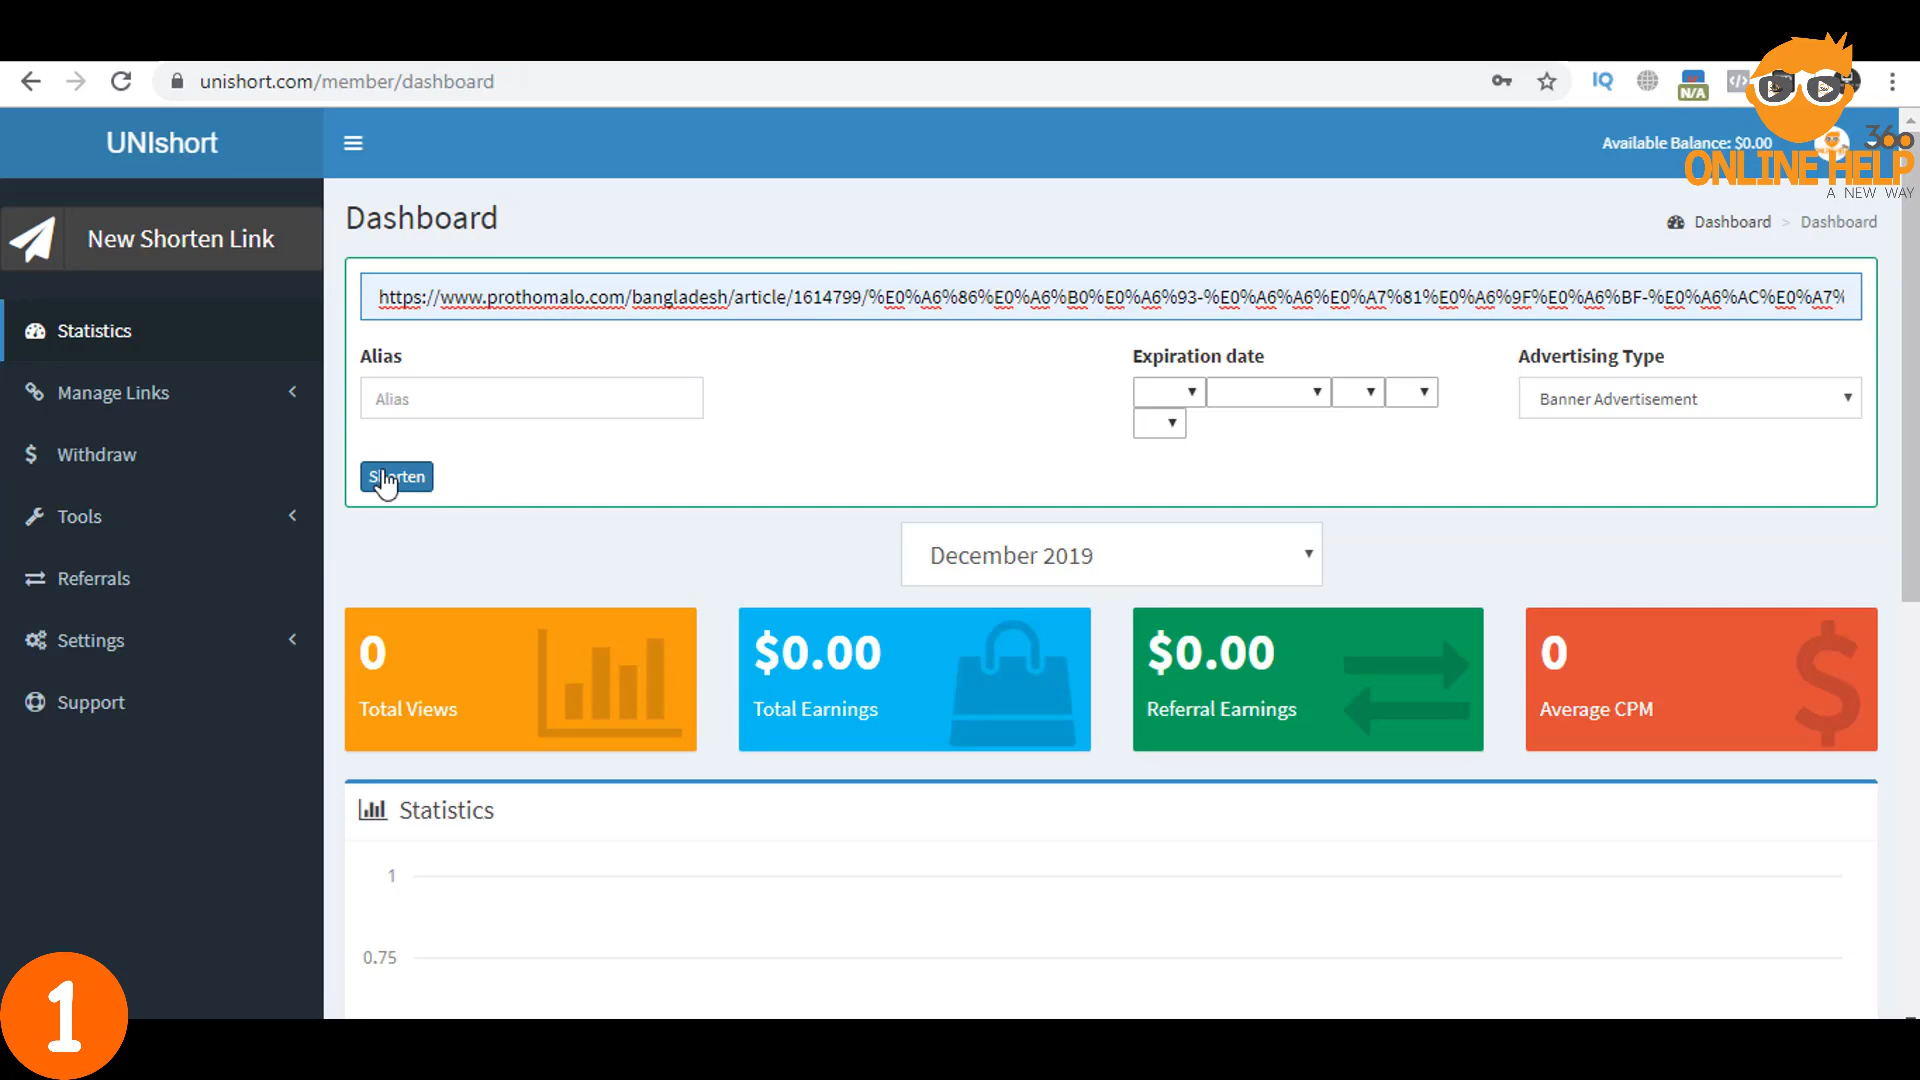 unishort.com/member/dashboard
IQ
N/A
UNIshort
Available Balance: $0.00
360
ONLINE HELP
A NEW WAY
New Shorten Link
Dashboard
Dashboard > Dashboard
https://www.prothomalo.com/bangladesh/article/1614799/%E0%A6%86%E0%A6%B0%E0%A6%93-%E0%A6%A6%E0%A7%81%E0%A6%9F%E0%A6%BF-%E0%A6%AC%E0%A7%
Statistics
Alias
Expiration date
Advertising Type
Alias
Banner Advertisement
Manage Links
Withdraw
Shorten
Tools
December 2019
Referrals
Settings
Support
0
Total Views
$0.00
Total Earnings
$0.00
Referral Earnings
0
Average CPM
Statistics
1
0.75
1